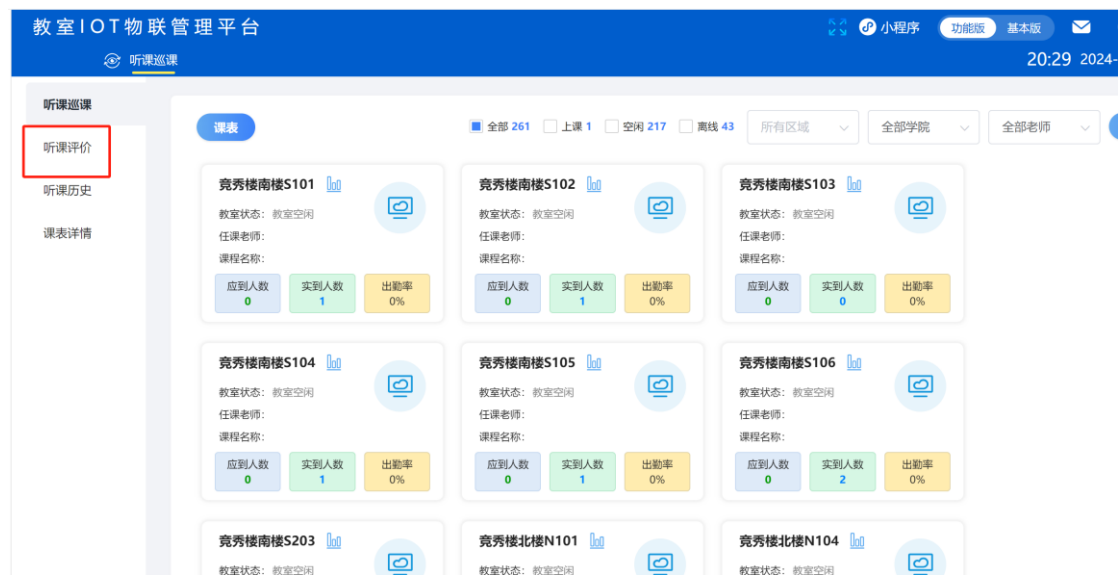 教室IOT物联管理平台
小程序 功能版 基本版
听课巡课
20:29 2024-
听课巡课
听课评价
听课历史
课表详情
课表
全部 261 上课 1 空闲 217 离线 43 所有区域 全部学院 全部老师
竞秀楼南楼S101
教室状态: 教室空闲
任课老师:
课程名称:
应到人数 实到人数 出勤率
0 1 0%
竞秀楼南楼S102
教室状态: 教室空闲
任课老师:
课程名称:
应到人数 实到人数 出勤率
0 1 0%
竞秀楼南楼S103
教室状态: 教室空闲
任课老师:
课程名称:
应到人数 实到人数 出勤率
0 0 0%
竞秀楼南楼S104
教室状态: 教室空闲
任课老师:
课程名称:
应到人数 实到人数 出勤率
0 1 0%
竞秀楼南楼S105
教室状态: 教室空闲
任课老师:
课程名称:
应到人数 实到人数 出勤率
0 1 0%
竞秀楼南楼S106
教室状态: 教室空闲
任课老师:
课程名称:
应到人数 实到人数 出勤率
0 2 0%
竞秀楼南楼S203
教室状态: 教室空闲
竞秀楼北楼N101
教室状态: 教室空闲
竞秀楼北楼N104
教室状态: 教室空闲